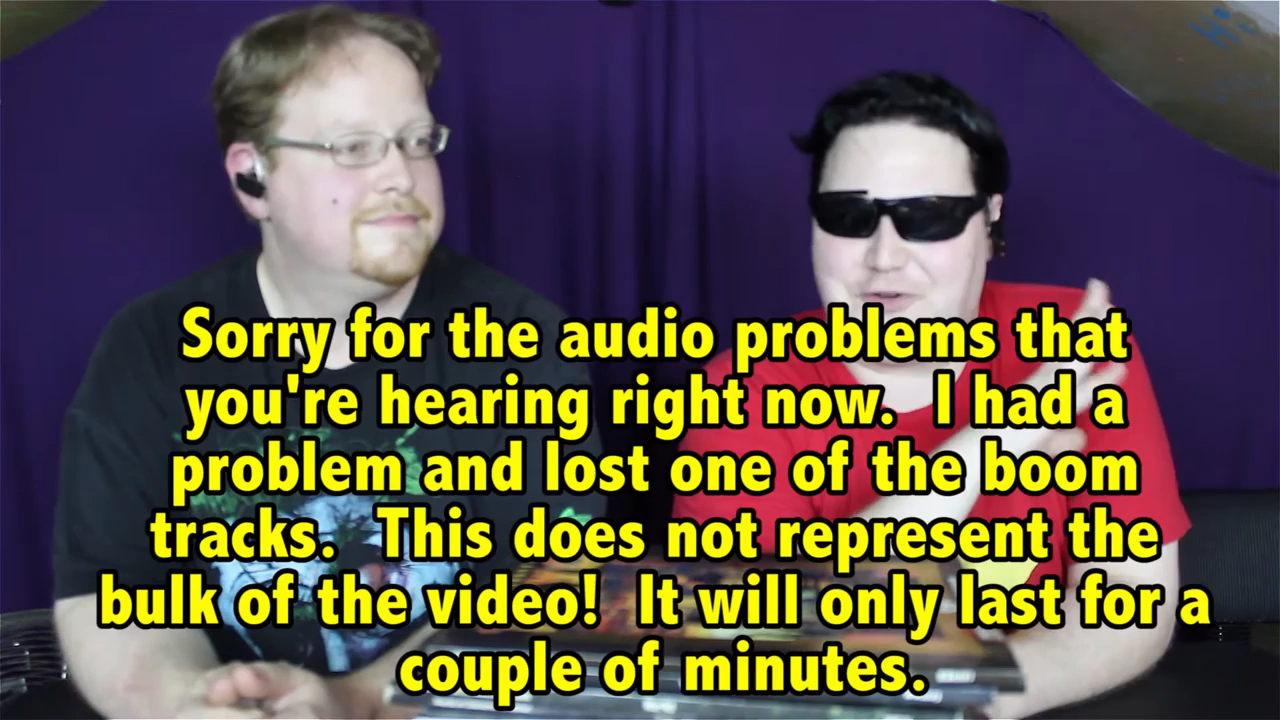 Hi
Sorry for the audio problems that
you're hearing right now.  I had a
problem and lost one of the boom
tracks.  This does not represent the
bulk of the video!  It will only last for a
couple of minutes.